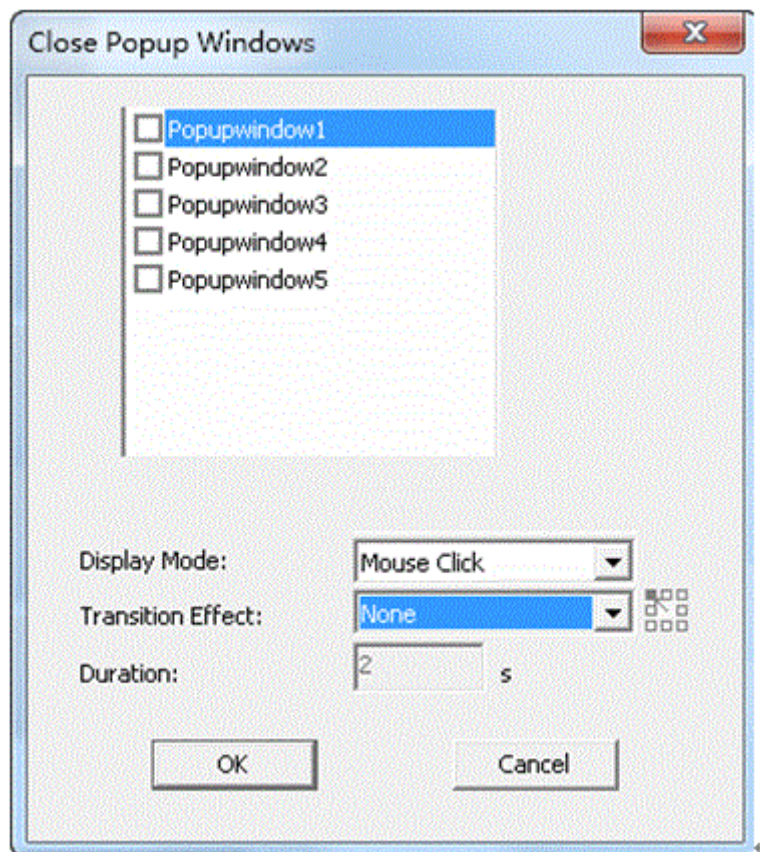 Close Popup Windows
Popupwindow1
Popupwindow2
Popupwindow3
Popupwindow4
Popupwindow5
Display Mode: Mouse Click
Transition Effect: None
Duration: 2 s
OK Cancel